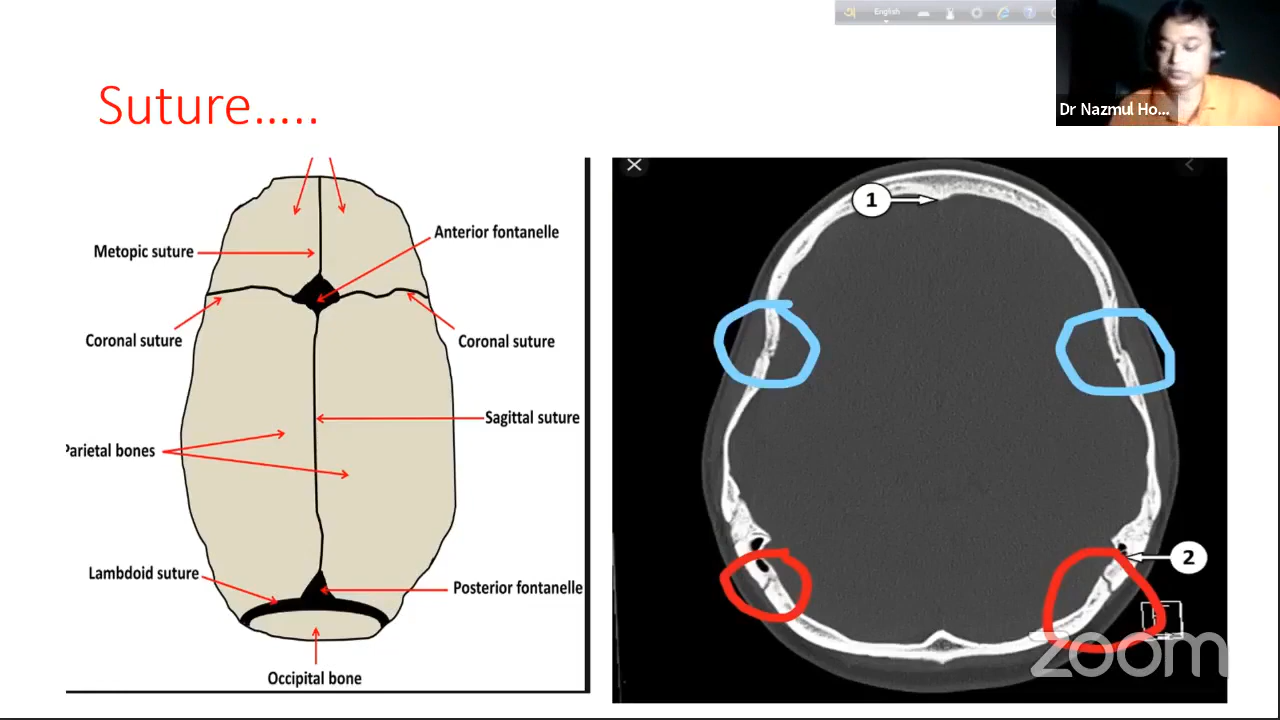 English
Dr Nazmul Ho...
Suture.....
Metopic suture
Anterior fontanelle
Coronal suture
Coronal suture
Sagittal suture
Parietal bones
Lambdoid suture
Posterior fontanelle
Occipital bone
1
2
zoom